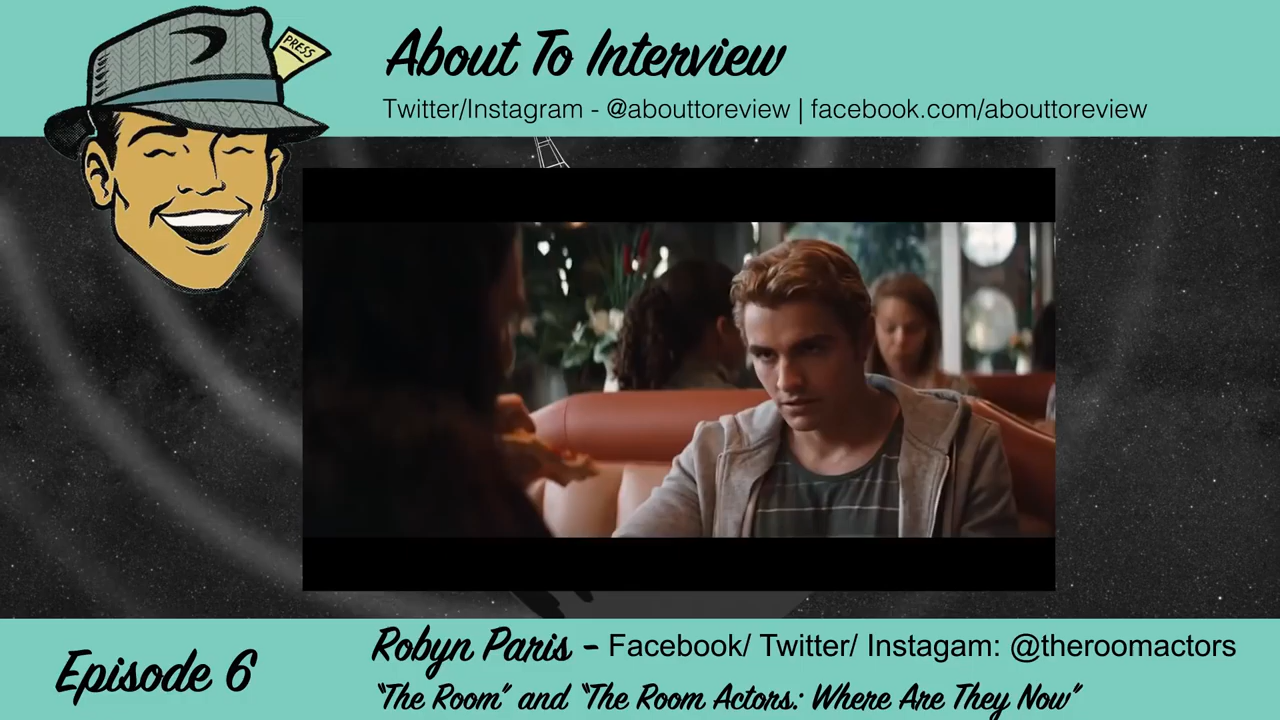 PRESS
About To Interview
Twitter/Instagram - @abouttoreview | facebook.com/abouttoreview
Episode 6
Robyn Paris - Facebook/ Twitter/ Instagam: @theroomactors
"The Room" and "The Room Actors: Where Are They Now"